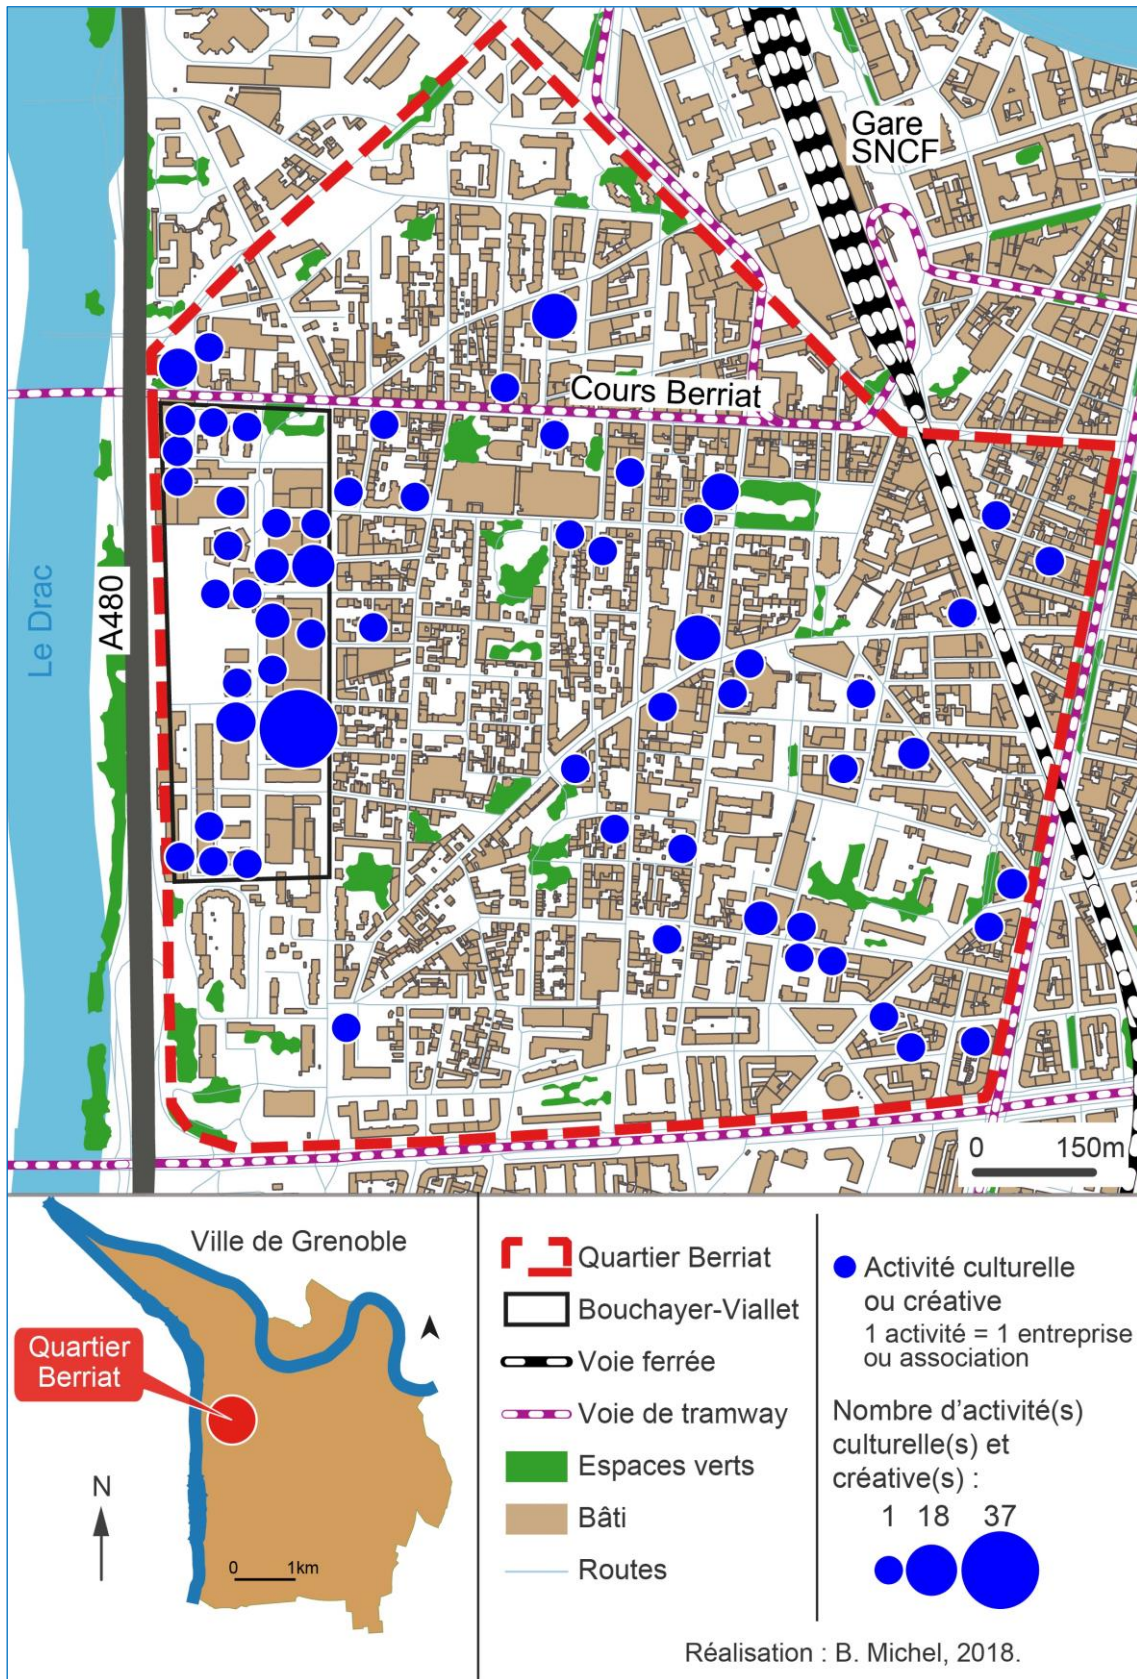 Gare
SNCF
Cours Berriat
Le Drac
A480
0 150m
Ville de Grenoble
Quartier
Berriat
N
0 1km
Quartier Berriat
Bouchayer-Viallet
Voie ferrée
Voie de tramway
Espaces verts
Bâti
Routes
Activité culturelle
ou créative
1 activité = 1 entreprise
ou association
Nombre d'activité(s)
culturelle(s) et
créative(s) :
1 18 37
Réalisation : B. Michel, 2018.